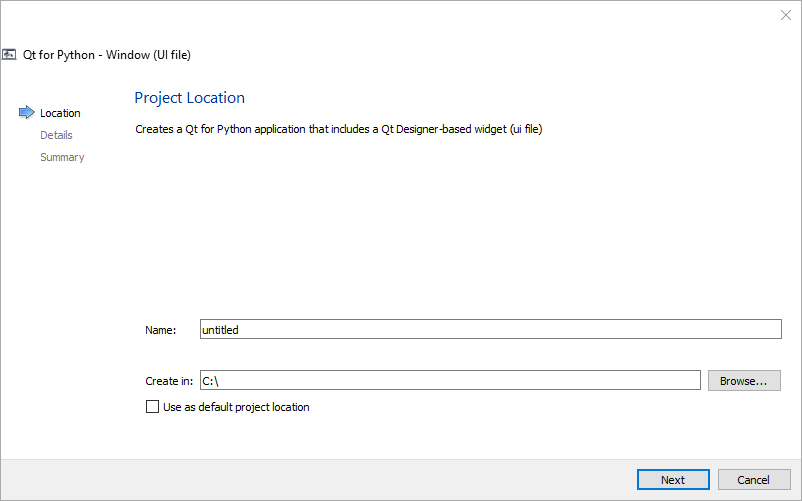 Qt for Python - Window (UI file)
Location
Details
Summary
Project Location
Creates a Qt for Python application that includes a Qt Designer-based widget (ui file)
Name: untitled
Create in: C:\ Browse...
Use as default project location
Next Cancel